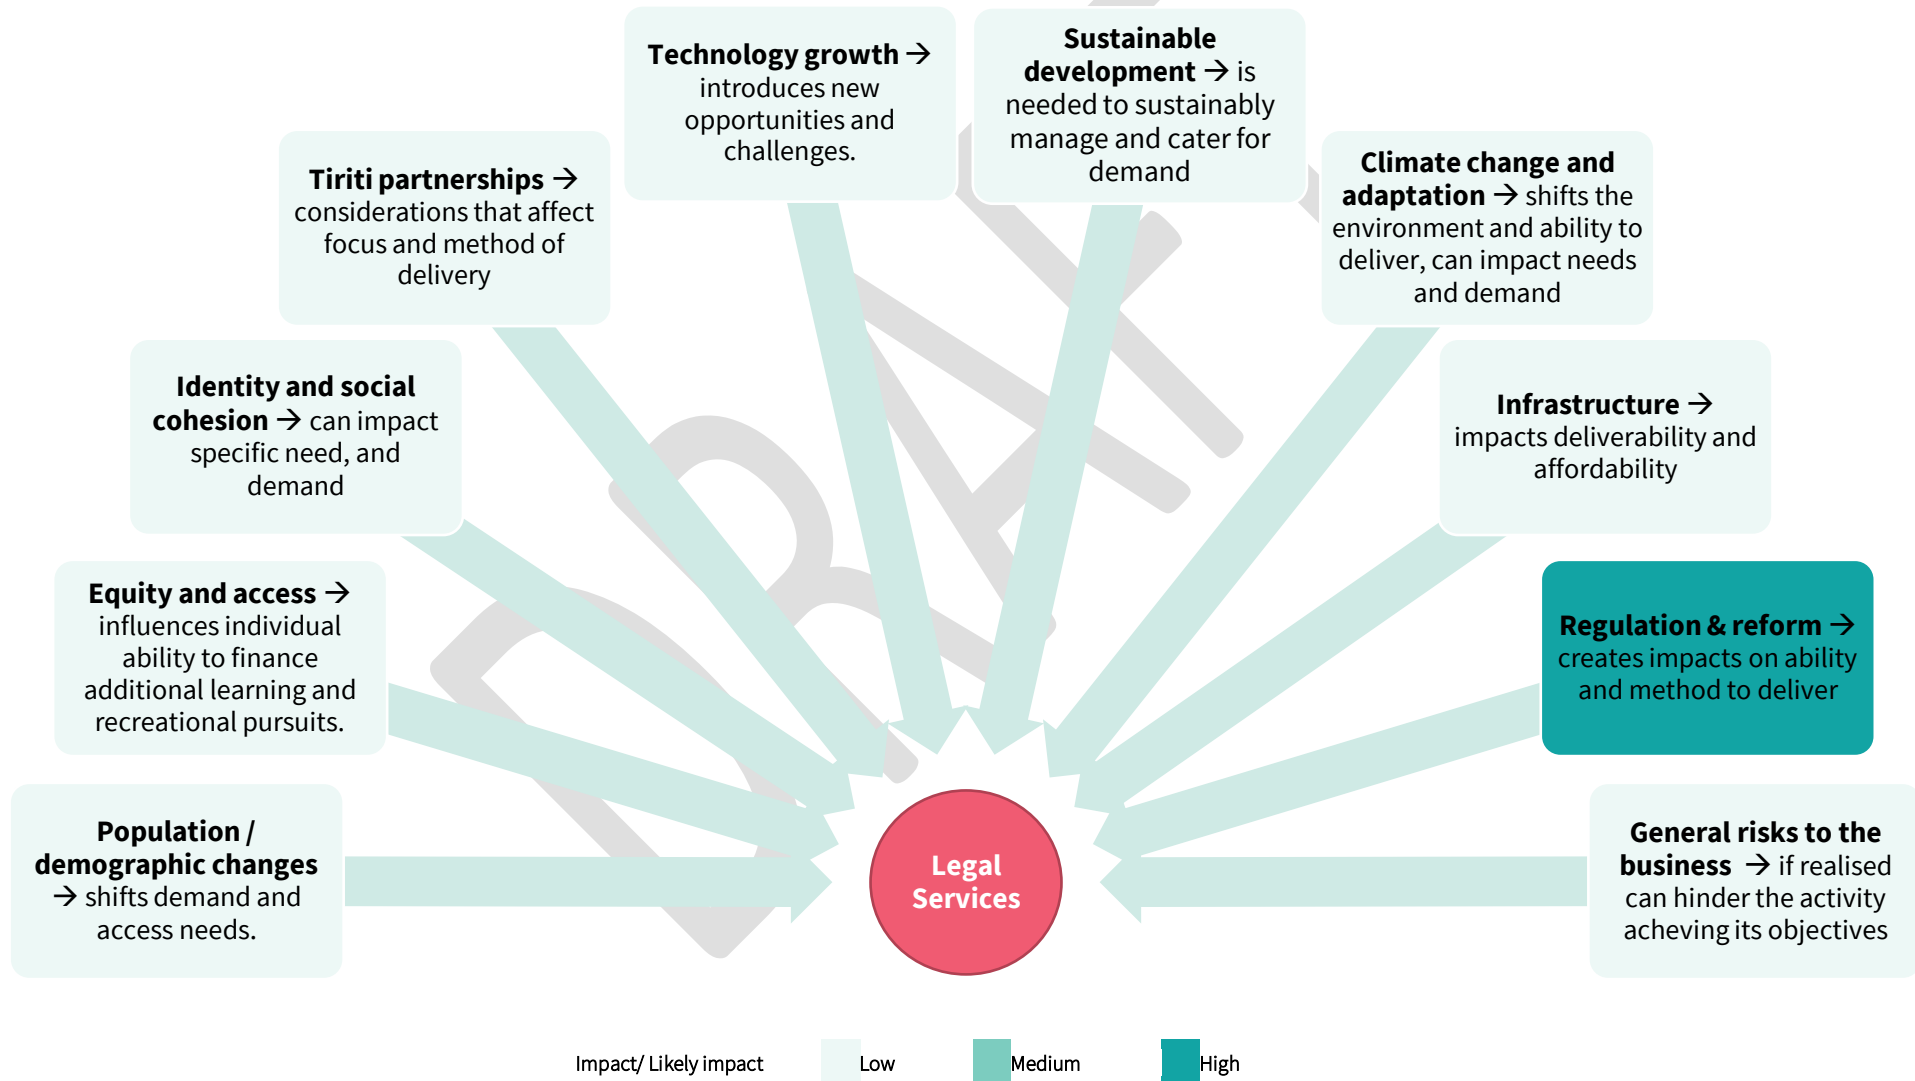 Technology growth →
introduces new
opportunities and
challenges.
Sustainable
development → is
needed to sustainably
manage and cater for
demand
Tiriti partnerships →
considerations that affect
focus and method of
delivery
Climate change and
adaptation → shifts the
environment and ability to
deliver, can impact needs
and demand
Identity and social
cohesion → can impact
specific need, and
demand
Infrastructure →
impacts deliverability and
affordability
Equity and access →
influences individual
ability to finance
additional learning and
recreational pursuits.
Regulation & reform →
creates impacts on ability
and method to deliver
Population /
demographic changes
→ shifts demand and
access needs.
Legal
Services
General risks to the
business → if realised
can hinder the activity
acheving its objectives
Impact/ Likely impact
Low
Medium
High
DRAFT